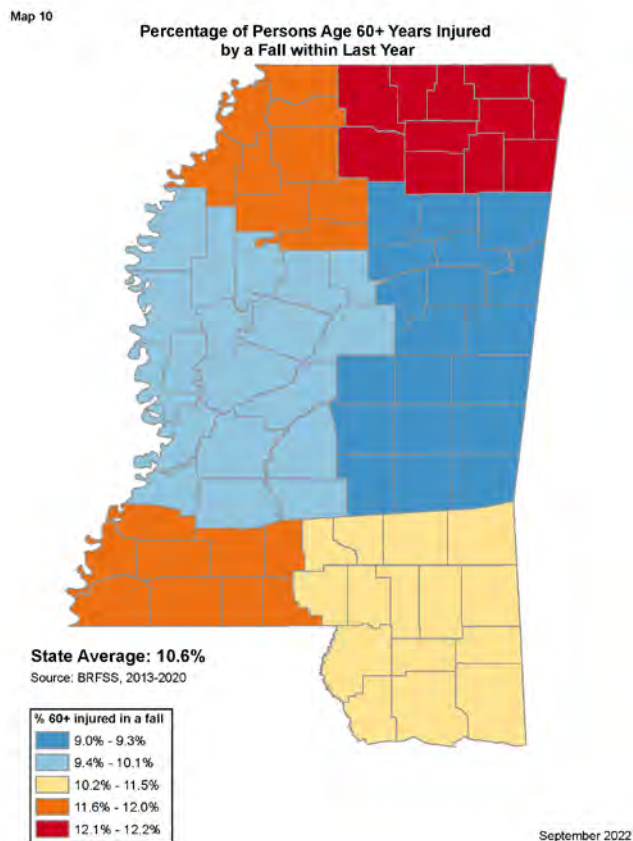 Map 10
Percentage of Persons Age 60+ Years Injured
by a Fall within Last Year
State Average: 10.6%
Source: BRFSS, 2013-2020
% 60+ injured in a fall
9.0% - 9.3%
9.4% - 10.1%
10.2% - 11.5%
11.6% - 12.0%
12.1% - 12.2%
September 2022